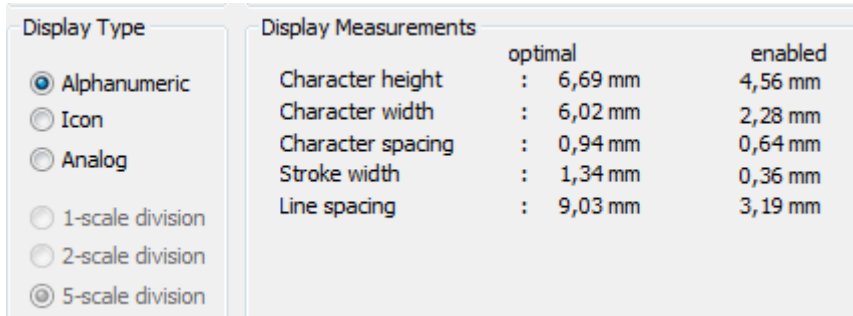 Display Type
Alphanumeric
Icon
Analog
1-scale division
2-scale division
5-scale division
Display Measurements
optimal enabled
Character height : 6,69 mm 4,56 mm
Character width : 6,02 mm 2,28 mm
Character spacing : 0,94 mm 0,64 mm
Stroke width : 1,34 mm 0,36 mm
Line spacing : 9,03 mm 3,19 mm